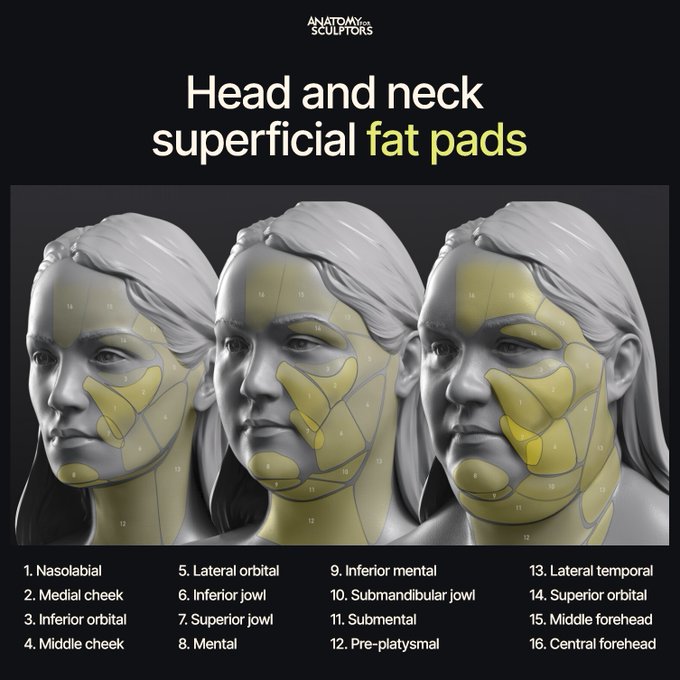 ANATOMY FOR
SCULPTORS
Head and neck
superficial fat pads
1. Nasolabial
2. Medial cheek
3. Inferior orbital
4. Middle cheek
5. Lateral orbital
6. Inferior jowl
7. Superior jowl
8. Mental
9. Inferior mental
10. Submandibular jowl
11. Submental
12. Pre-platysmal
13. Lateral temporal
14. Superior orbital
15. Middle forehead
16. Central forehead